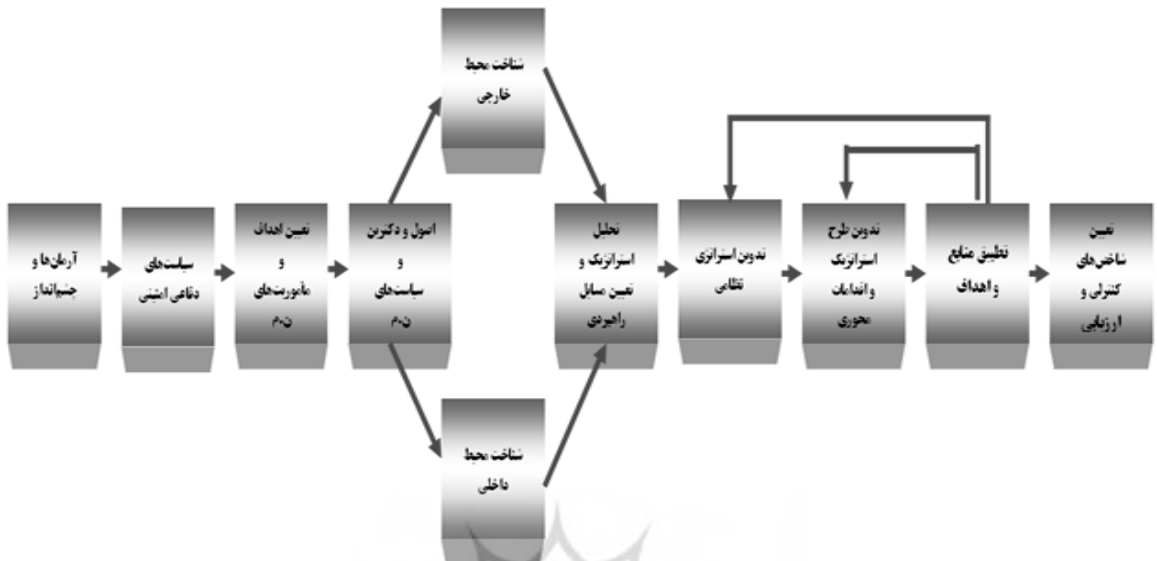 شناخت محیط
خارجی
آرمان‌ها و
چشم‌انداز
سیاست‌های
دفاعی امنیتی
تعیین اهداف
و
مأموریت‌های
ن.م
اصول و دکترین
و
سیاست‌های
ن.م
تحلیل
استراتژیک و
تعیین مسایل
راهبردی
تدوین استراتژی
نظامی
تدوین طرح
استراتژیک
و اقدامات
محوری
تطبیق منابع
و اهداف
تعیین
شاخص‌های
کنترلی و
ارزیابی
شناخت محیط
داخلی